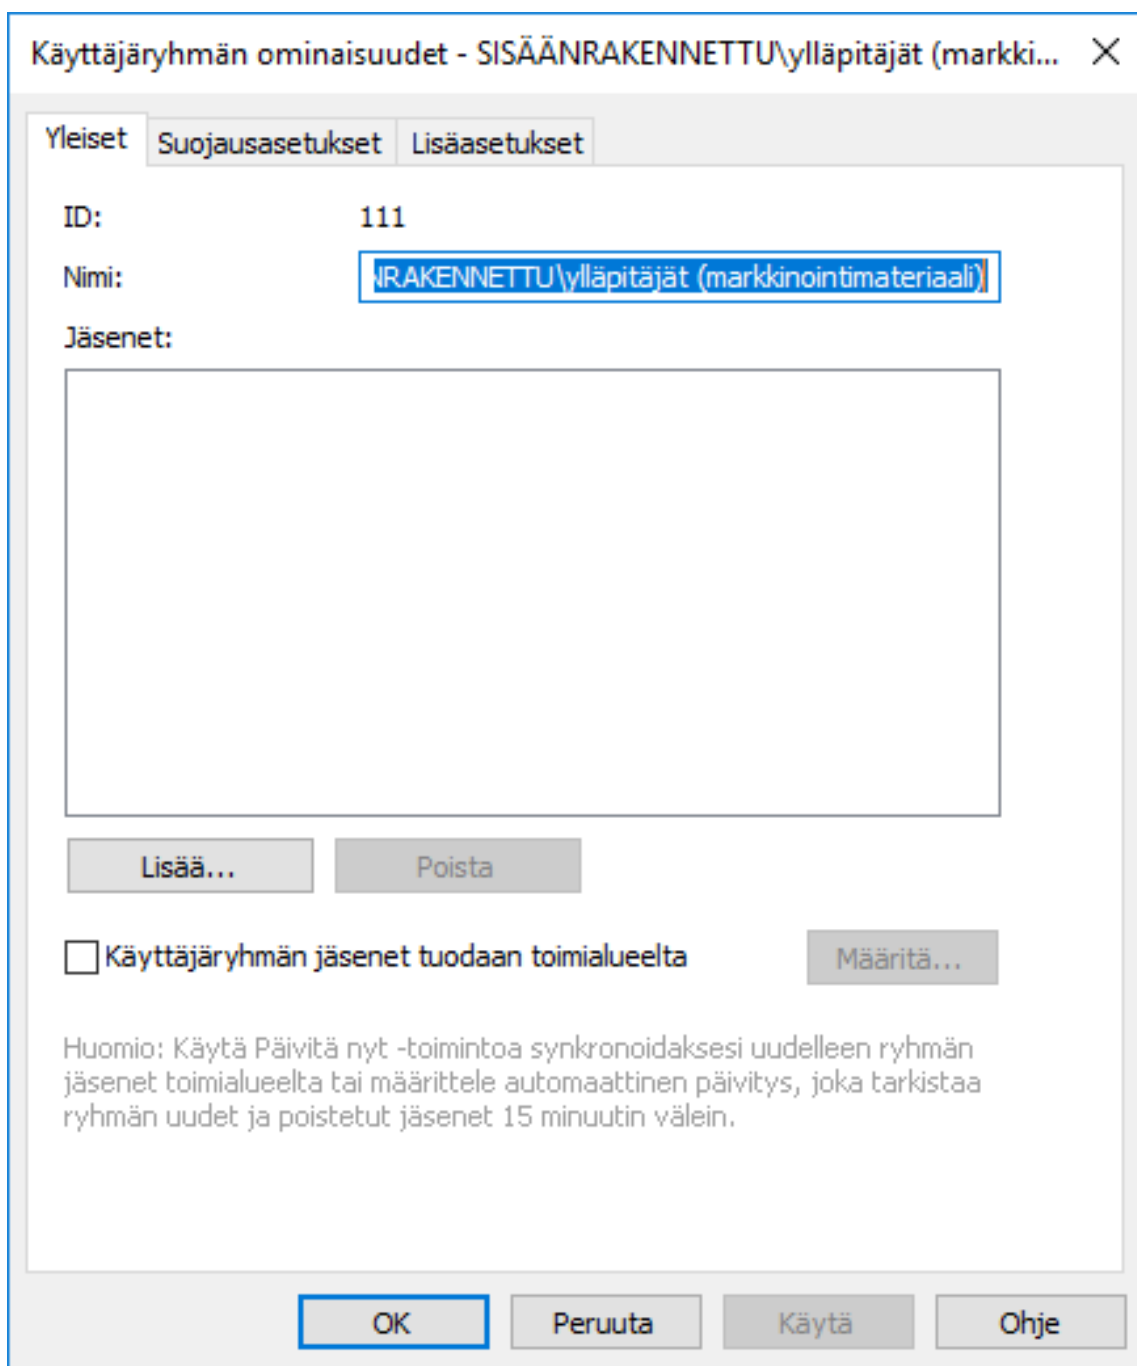 Käyttäjäryhmän ominaisuudet - SISÄÄNRAKENNETTU\ylläpitäjät (markki...
Yleiset Suojausasetukset Lisäasetukset
ID: 111
Nimi: NRAKENNETTU\ylläpitäjät (markkinointimateriaali)
Jäsenet:
Lisää... Poista
Käyttäjäryhmän jäsenet tuodaan toimialueelta Määritä...
Huomio: Käytä Päivitä nyt -toimintoa synkronoidaksesi uudelleen ryhmän
jäsenet toimialueelta tai määrittele automaattinen päivitys, joka tarkistaa
ryhmän uudet ja poistetut jäsenet 15 minuutin välein.
OK Peruuta Käytä Ohje